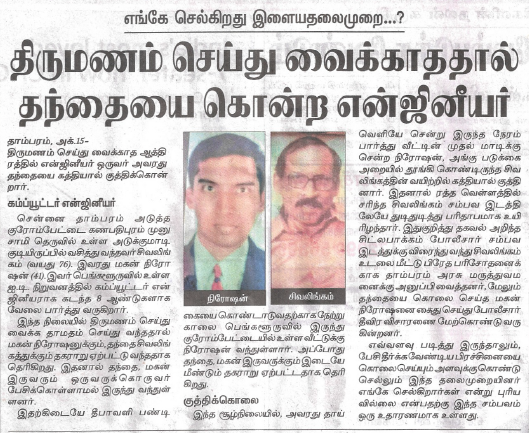 எங்கே செல்கிறது இளையதலைமுறை...?
திருமணம் செய்து வைக்காததால்
தந்தையை கொன்ற என்ஜினீயர்
தாம்பரம், அக்.15-
திருமணம் செய்து வைக்காத ஆத்தி
ரத்தில் என்ஜினீயர் ஒருவர் அவரது
தந்தையை கத்தியால் குத்திக்கொன்
றார்.
கம்ப்யூட்டர் என்ஜினீயர்
சென்னை தாம்பரம் அடுத்த
குரோம்பேட்டை கணபதிபுரம் முனு
சாமி தெருவில் உள்ள அடுக்குமாடி
குடியிருப்பில் வசித்து வந்தவர் சிவலிங்
கம் (வயது 76). இவரது மகன் நிரோ
ஷன் (41). இவர் பெங்களூருவில் உள்ள
ஐ.டி. நிறுவனத்தில் கம்ப்யூட்டர் என்
ஜினீயராக கடந்த 8 ஆண்டுகளாக
வேலை பார்த்து வருகிறார்.
இந்த நிலையில் திருமணம் செய்து
வைக்க தாமதம் செய்து வந்ததால்
மகன் நிரோஷனுக்கும், தந்தை சிவலிங்
கத்துக்கும் தகராறு ஏற்பட்டு வந்ததாக
தெரிகிறது. இதனால் தந்தை, மகன்
இருவரும் ஒருவருக்கொருவர்
பேசிக்கொள்ளாமல் இருந்து வந்துள்
ளனர்.
இதற்கிடையே தீபாவளி பண்டி
நிரோஷன்
சிவலிங்கம்
கையை கொண்டாடுவதற்காக நேற்று
காலை பெங்களூருவில் இருந்து
குரோம்பேட்டையில் உள்ள வீட்டுக்கு
நிரோஷன் வந்துள்ளார். அப்போது
தந்தை, மகன் இருவருக்கும் இடையே
மீண்டும் தகராறு ஏற்பட்டதாக தெரி
கிறது.
குத்திக்கொலை
இந்த சூழ்நிலையில், அவரது தாய்
வெளியே சென்று இருந்த நேரம்
பார்த்து வீட்டின் முதல் மாடிக்கு
சென்ற நிரோஷன், அங்கு படுக்கை
அறையில் தூங்கி கொண்டிருந்த சிவ
லிங்கத்தின் வயிற்றில் கத்தியால் குத்தி
னார். இதனால் ரத்த வெள்ளத்தில்
சரிந்த சிவலிங்கம் சம்பவ இடத்தி
லேயே துடிதுடித்து பரிதாபமாக உயி
ரிழந்தார். இதுகுறித்து தகவல் அறிந்த
சிட்லபாக்கம் போலீசார் சம்பவ
இடத்துக்கு விரைந்து வந்து சிவலிங்கம்
உடலை மீட்டு பிரேத பரிசோதனைக்
காக தாம்பரம் அரசு மருத்துவம
னைக்கு அனுப்பி வைத்தனர், மேலும்
தந்தையை கொலை செய்த மகன்
நிரோஷனை கைது செய்து போலீசார்
தீவிர விசாரணை மேற்கொண்டு வரு
கின்றனர்.
எவ்வளவு படித்து இருந்தாலும்,
பேசி தீர்க்கவேண்டிய பிரச்சினையை
கொலை செய்யும் அளவுக்கு கொண்டு
செல்லும் இந்த தலைமுறையினர்
எங்கே செல்கிறார்கள் என்று புரிய
வில்லை என்பதற்கு இந்த சம்பவம்
ஒரு உதாரணமாக உள்ளது.